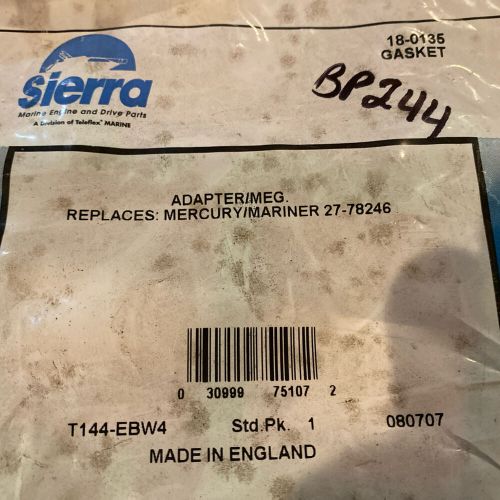 18-0135
GASKET
Sierra
Marine Engine and Drive Parts
A Division of Teleflex® MARINE
BP244
ADAPTER/MEG.
REPLACES: MERCURY/MARINER 27-78246
0 30999 75107 2
T144-EBW4 Std.Pk. 1 080707
MADE IN ENGLAND